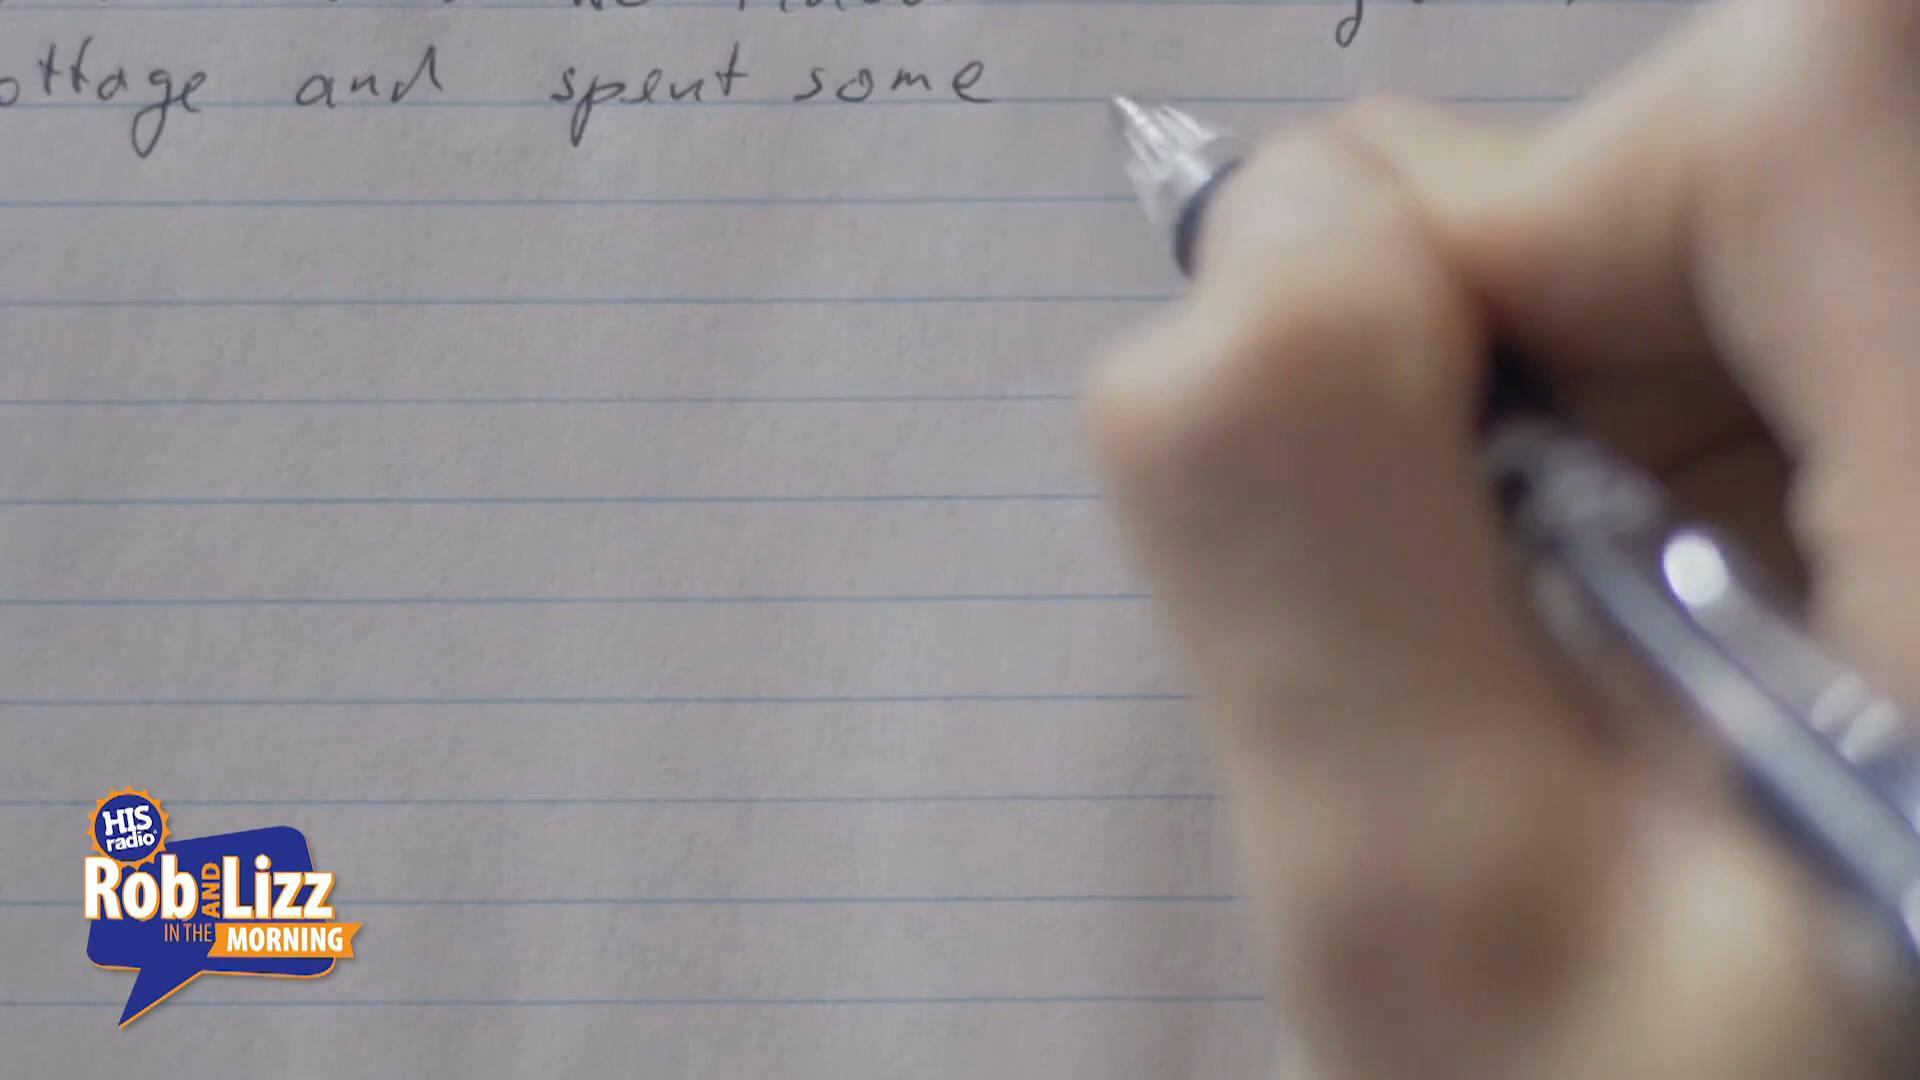 ottage and spent some
HIS
radio
Rob AND Lizz
IN THE MORNING